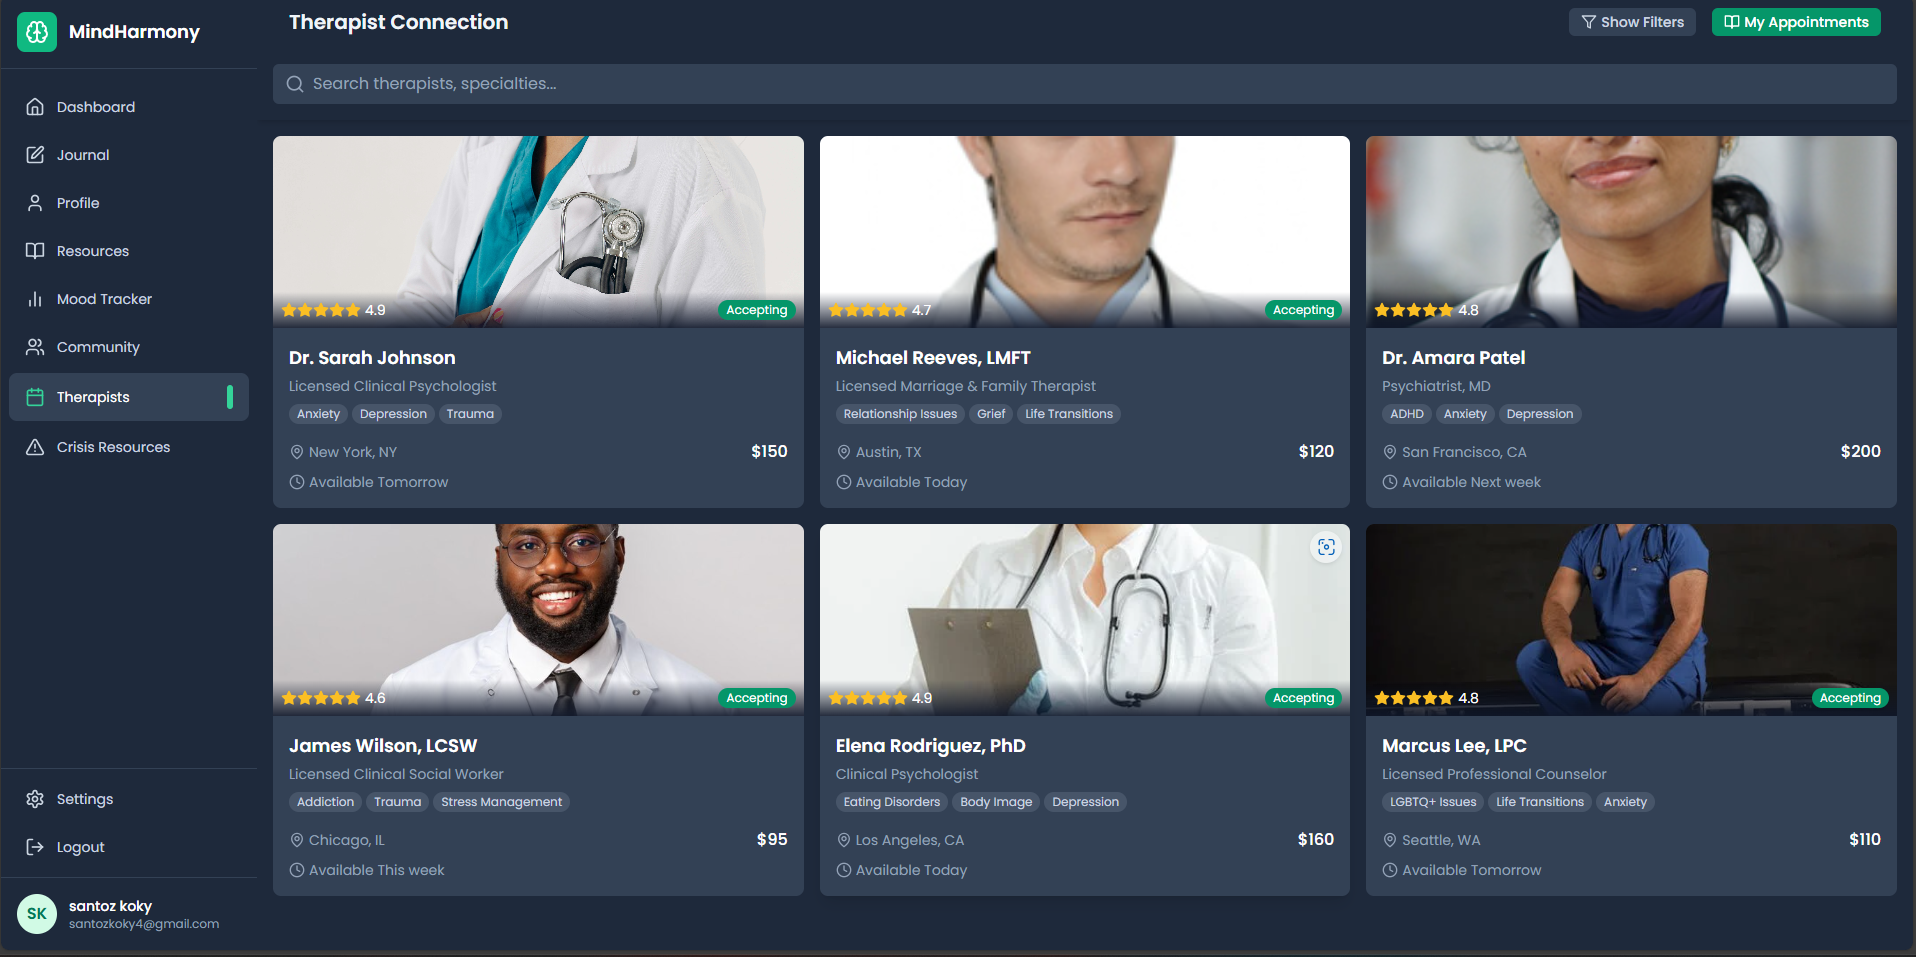 MindHarmony
Dashboard
Journal
Profile
Resources
Mood Tracker
Community
Therapists
Crisis Resources
Settings
Logout
SK
santoz koky
santozkoky4@gmail.com
Therapist Connection
Show Filters
My Appointments
Search therapists, specialties...
4.9
Accepting
Dr. Sarah Johnson
Licensed Clinical Psychologist
Anxiety
Depression
Trauma
New York, NY
$150
Available Tomorrow
4.7
Accepting
Michael Reeves, LMFT
Licensed Marriage & Family Therapist
Relationship Issues
Grief
Life Transitions
Austin, TX
$120
Available Today
4.8
Dr. Amara Patel
Psychiatrist, MD
ADHD
Anxiety
Depression
San Francisco, CA
$200
Available Next week
4.6
Accepting
James Wilson, LCSW
Licensed Clinical Social Worker
Addiction
Trauma
Stress Management
Chicago, IL
$95
Available This week
4.9
Accepting
Elena Rodriguez, PhD
Clinical Psychologist
Eating Disorders
Body Image
Depression
Los Angeles, CA
$160
Available Today
4.8
Accepting
Marcus Lee, LPC
Licensed Professional Counselor
LGBTQ+ Issues
Life Transitions
Anxiety
Seattle, WA
$110
Available Tomorrow